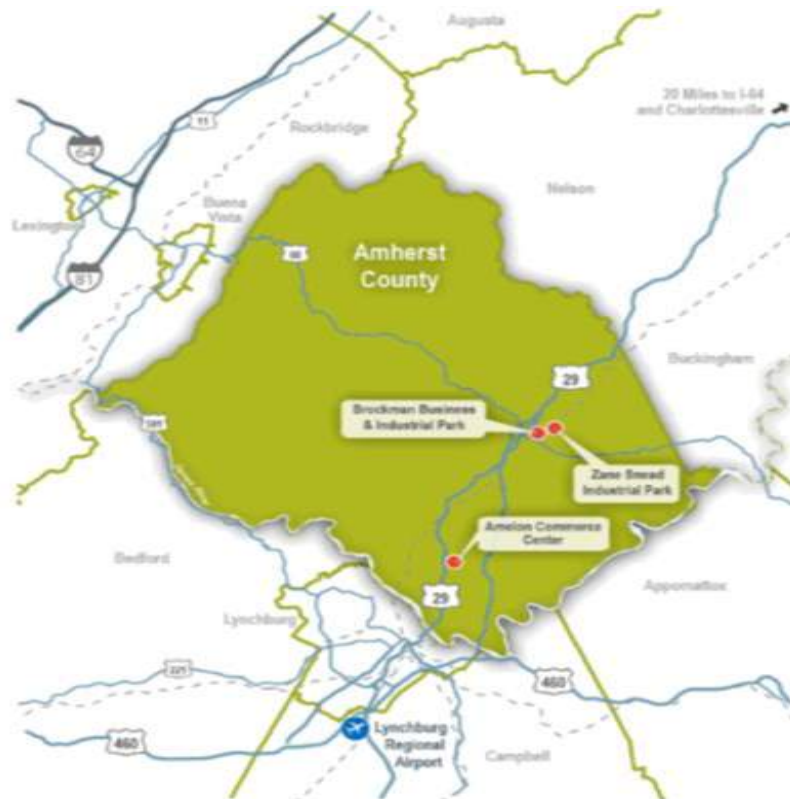 Augusta
20 Miles to I-64
and Charlottesville
11
Rockbridge
64
Nelson
Buena
Vista
Lexington
60
Amherst
County
81
Buckingham
29
Brockman Business
& Industrial Park
501
Zane Snead
Industrial Park
Amelon Commerce
Center
Bedford
Appomattox
29
Lynchburg
221
460
460
Lynchburg
Regional
Airport
Campbell